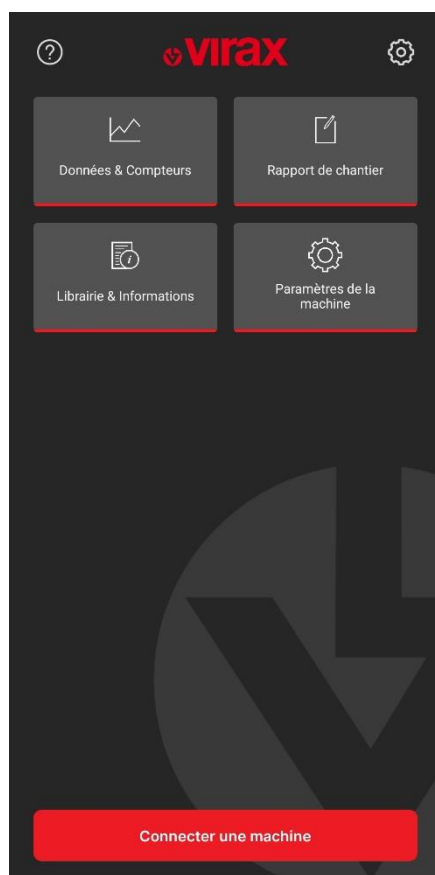 virax
Données & Compteurs
Rapport de chantier
Librairie & Informations
Paramètres de la
machine
Connecter une machine